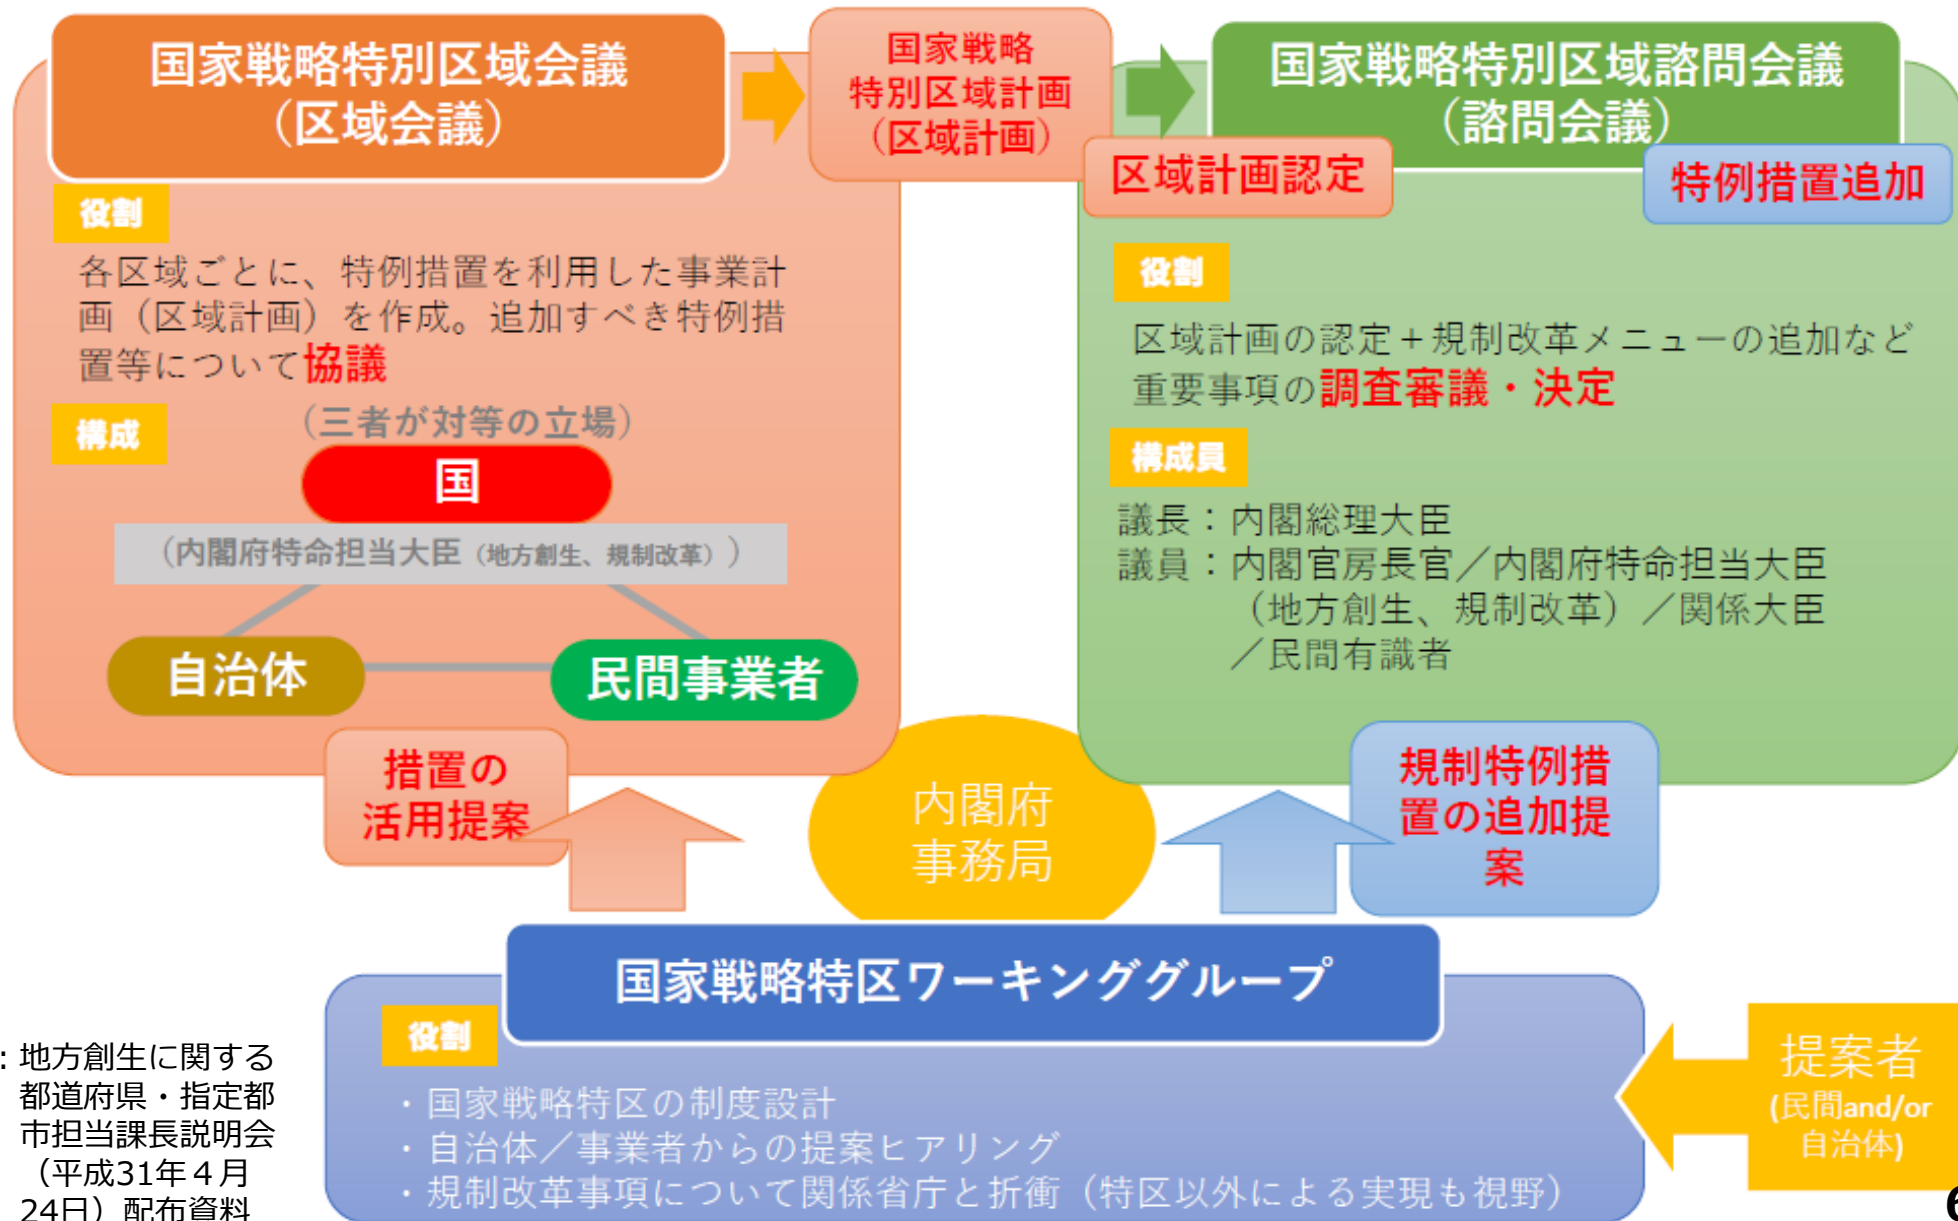 国家戦略特別区域会議
（区域会議）
国家戦略
特別区域計画
（区域計画）
国家戦略特別区域諮問会議
（諮問会議）
区域計画認定
特例措置追加
役割
各区域ごとに、特例措置を利用した事業計
画（区域計画）を作成。追加すべき特例措
置等について協議
構成
（三者が対等の立場）
国
（内閣府特命担当大臣（地方創生、規制改革））
自治体
民間事業者
役割
区域計画の認定＋規制改革メニューの追加など
重要事項の調査審議・決定
構成員
議長：内閣総理大臣
議員：内閣官房長官／内閣府特命担当大臣
（地方創生、規制改革）／関係大臣
／民間有識者
措置の
活用提案
内閣府
事務局
規制特例措
置の追加提
案
国家戦略特区ワーキンググループ
役割
・国家戦略特区の制度設計
・自治体／事業者からの提案ヒアリング
・規制改革事項について関係省庁と折衝（特区以外による実現も視野）
提案者
(民間and/or
自治体)
：地方創生に関する
都道府県・指定都
市担当課長説明会
（平成31年４月
24日）配布資料